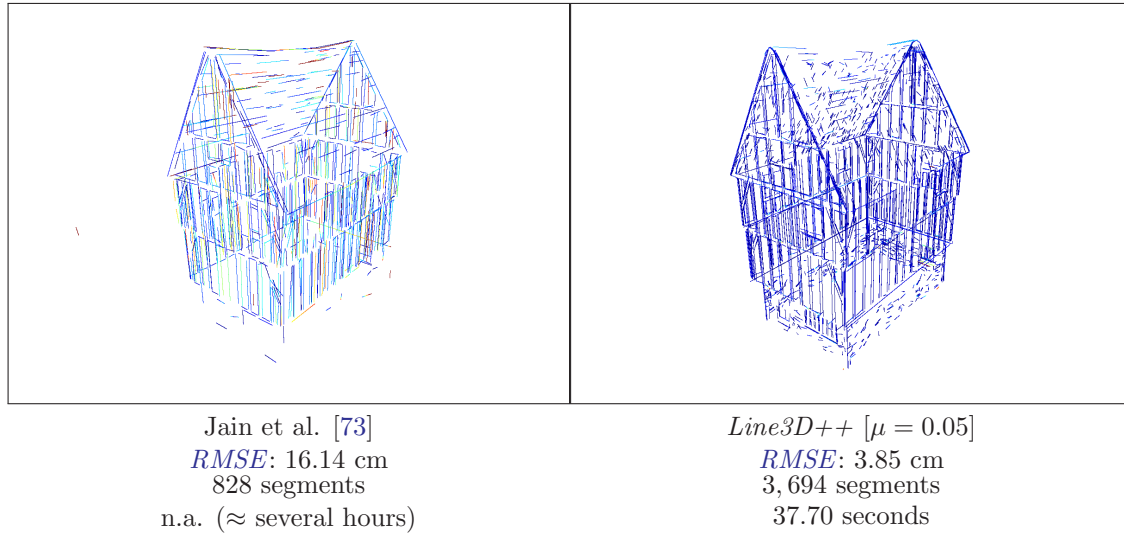 Jain et al. [73]
RMSE: 16.14 cm
828 segments
n.a. (≈ several hours)
Line3D++ [μ = 0.05]
RMSE: 3.85 cm
3,694 segments
37.70 seconds